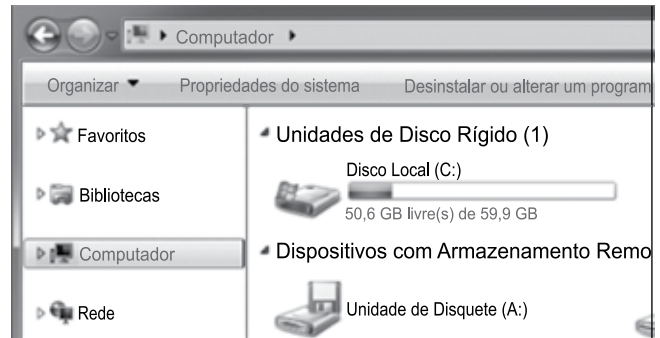 Computador
Organizar Propriedades do sistema Desinstalar ou alterar um program
Favoritos
Bibliotecas
Computador
Rede
Unidades de Disco Rígido (1)
Disco Local (C:)
50,6 GB livre(s) de 59,9 GB
Dispositivos com Armazenamento Remo
Unidade de Disquete (A:)